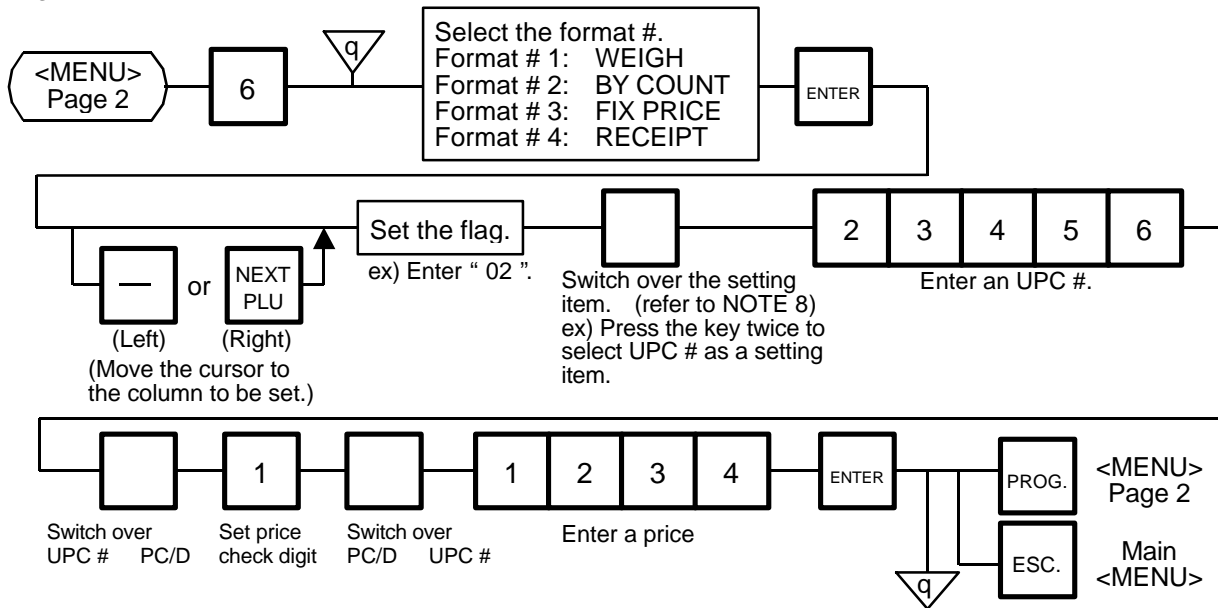 <MENU>
Page 2
6
q
Select the format #.
Format # 1: WEIGH
Format # 2: BY COUNT
Format # 3: FIX PRICE
Format # 4: RECEIPT
ENTER
—
(Left)
or
NEXT
PLU
(Right)
(Move the cursor to
the column to be set.)
Set the flag.
ex) Enter “ 02 ”.
Switch over the setting
item. (refer to NOTE 8)
ex) Press the key twice to
select UPC # as a setting
item.
2 3 4 5 6
Enter an UPC #.
Switch over
UPC # PC/D
1
Set price
check digit
Switch over
PC/D UPC #
1 2 3 4
Enter a price
ENTER
q
PROG.
<MENU>
Page 2
ESC.
Main
<MENU>